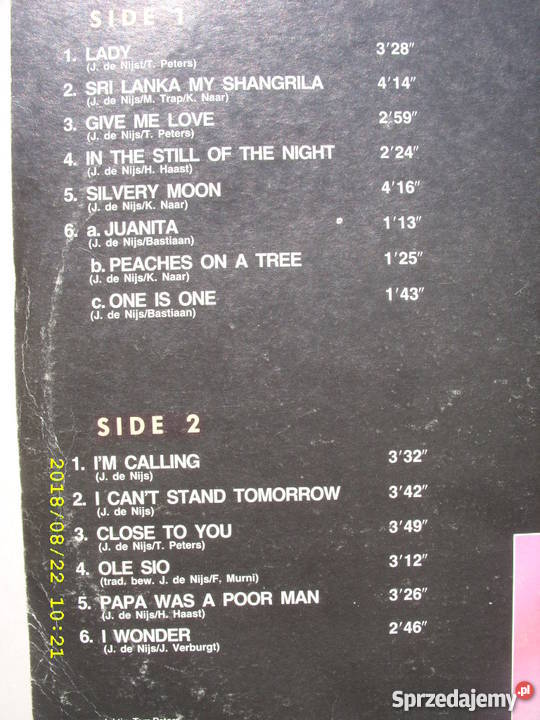 SIDE 1
1. LADY 3'28"
(J. de Nijst/T. Peters)
2. SRI LANKA MY SHANGRILA 4'14"
(J. de Nijs/M. Trap/K. Naar)
3. GIVE ME LOVE 2'59"
(J. de Nijs/T. Peters)
4. IN THE STILL OF THE NIGHT 2'24"
(J. de Nijs/H. Haast)
5. SILVERY MOON 4'16"
(J. de Nijs/K. Naar)
6. a. JUANITA 1'13"
(J. de Nijs/Bastiaan)
b. PEACHES ON A TREE 1'25"
(J. de Nijs/K. Naar)
c. ONE IS ONE 1'43"
(J. de Nijs/Bastiaan)
SIDE 2
1. I'M CALLING 3'32"
(J. de Nijs)
2. I CAN'T STAND TOMORROW 3'42"
(J. de Nijs)
3. CLOSE TO YOU 3'49"
(J. de Nijs/T. Peters)
4. OLE SIO 3'12"
(trad. bew. J. de Nijs/F. Murni)
5. PAPA WAS A POOR MAN 3'26"
(J. de Nijs/H. Haast)
6. I WONDER 2'46"
(J. de Nijs/J. Verburgt)
2018/08/22 10:21
Sprzedajemy.pl